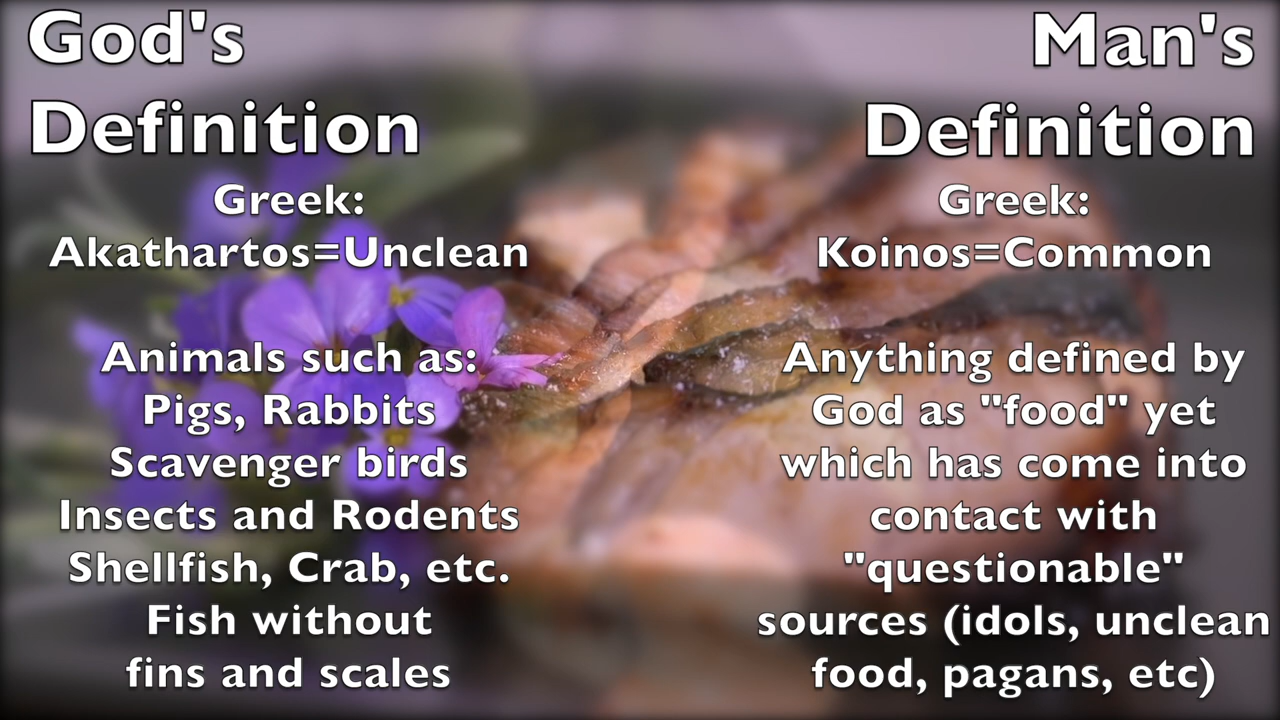 God's
Definition
Greek:
Akathartos=Unclean
Animals such as:
Pigs, Rabbits
Scavenger birds
Insects and Rodents
Shellfish, Crab, etc.
Fish without
fins and scales
Man's
Definition
Greek:
Koinos=Common
Anything defined by
God as "food" yet
which has come into
contact with
"questionable"
sources (idols, unclean
food, pagans, etc)